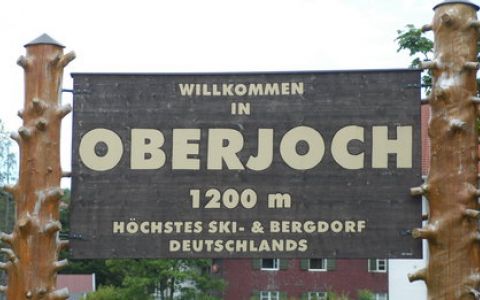 WILLKOMMEN
IN
OBERJOCH
1200 m
HÖCHSTES SKI- & BERGDORF
DEUTSCHLANDS